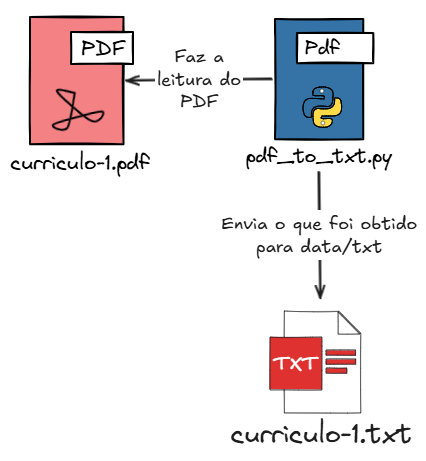 PDF
Pdf
Faz a
leitura do
PDF
curriculo-1.pdf
pdf_to_txt.py
Envia o que foi obtido
para data/txt
TXT
curriculo-1.txt